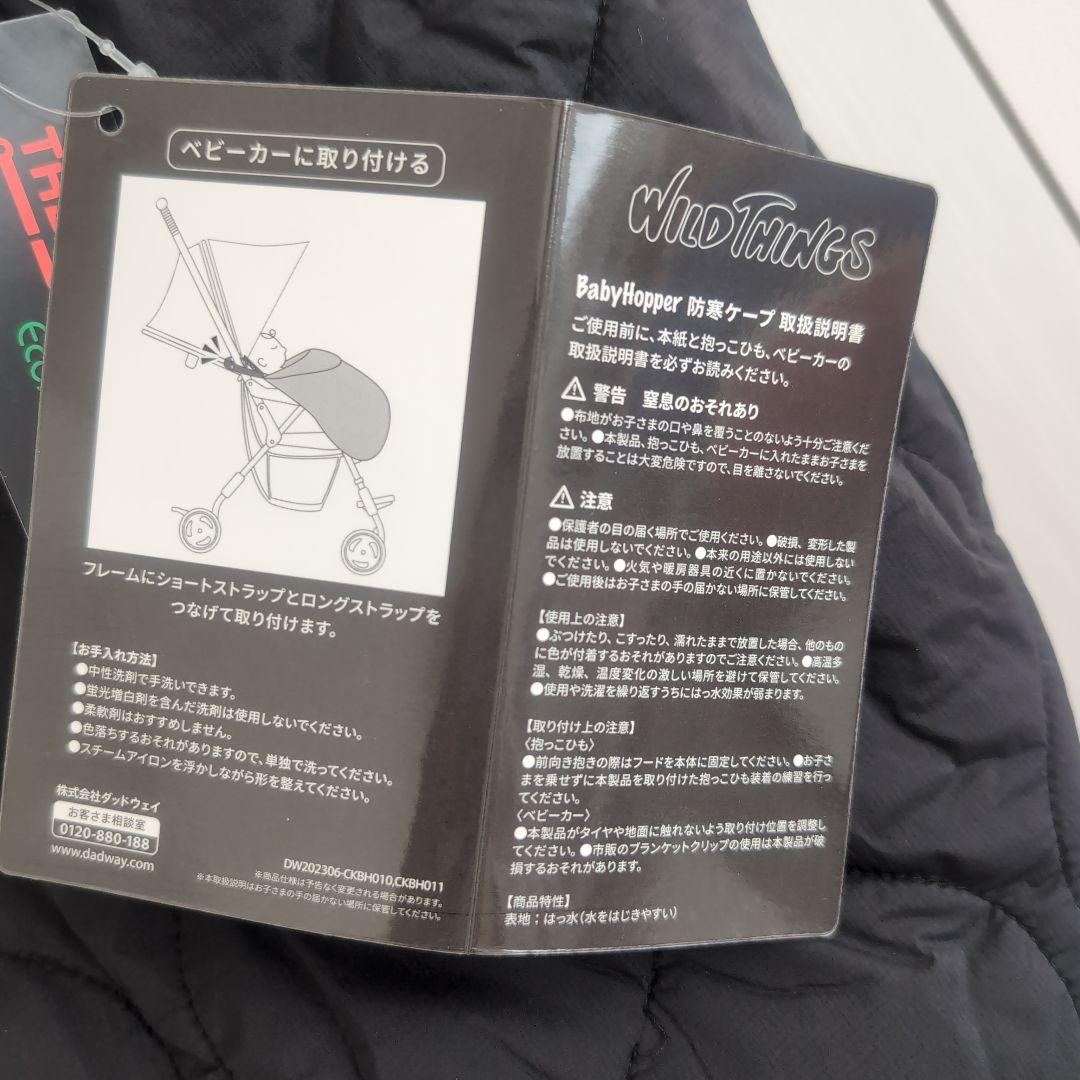 ベビーカーに取り付ける
フレームにショートストラップとロングストラップを
つなげて取り付けます。
【お手入れ方法】
●中性洗剤で手洗いできます。
●蛍光増白剤を含んだ洗剤は使用しないでください。
●柔軟剤はおすすめしません。
●色落ちするおそれがありますので、単独で洗ってください。
●スチームアイロンを浮かしながら形を整えてください。
株式会社ダッドウェイ
お客さま相談室
0120-880-188
www.dadway.com
DW202306-CKBH010,CKBH011
※商品仕様は予告なく変更される場合があります。
※本取扱説明はお子さまの手の届かない場所に保管してください。
WILDTHINGS
BabyHopper 防寒ケープ 取扱説明書
ご使用前に、本紙と抱っこひも、ベビーカーの
取扱説明書を必ずお読みください。
⚠ 警告 窒息のおそれあり
●布地がお子さまの口や鼻を覆うことのないよう十分ご注意くだ
さい。●本製品、抱っこひも、ベビーカーに入れたままお子さまを
放置することは大変危険ですので、目を離さないでください。
⚠ 注意
●保護者の目の届く場所でご使用ください。●破損、変形した製
品は使用しないでください。●本来の用途以外には使用しない
でください。●火気や暖房器具の近くに置かないでください。
●ご使用後はお子さまの手の届かない場所に保管してください。
【使用上の注意】
●ぶつけたり、こすったり、濡れたままで放置した場合、他のもの
に色が付着するおそれがありますのでご注意ください。●高温多
湿、乾燥、温度変化の激しい場所を避けて保管してください。
●使用や洗濯を繰り返すうちにはっ水効果が弱まります。
【取り付け上の注意】
〈抱っこひも〉
●前向き抱きの際はフードを本体に固定してください。●お子さ
まを乗せずに本製品を取り付けた抱っこひも装着の練習を行っ
てください。
〈ベビーカー〉
●本製品がタイヤや地面に触れないよう取り付け位置を調整し
てください。●市販のブランケットクリップの使用は本製品が破
損するおそれがあります。
【商品特性】
表地：はっ水（水をはじきやすい）